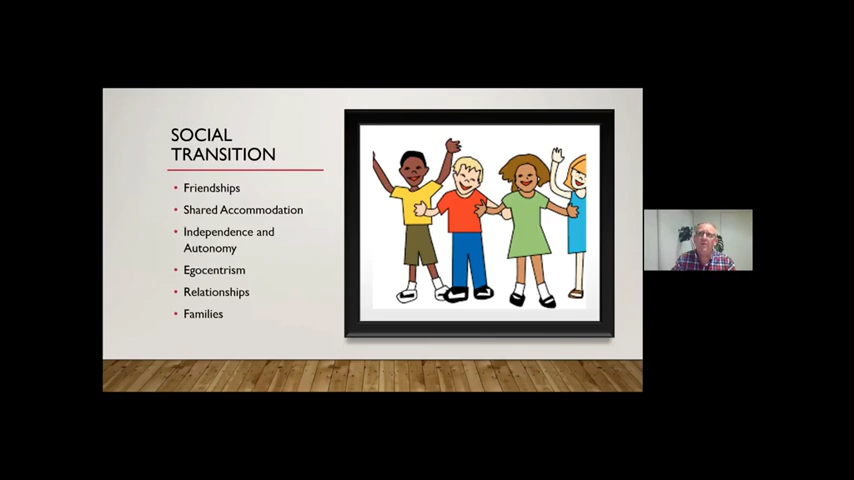 SOCIAL
TRANSITION
• Friendships
• Shared Accommodation
• Independence and
Autonomy
• Egocentrism
• Relationships
• Families